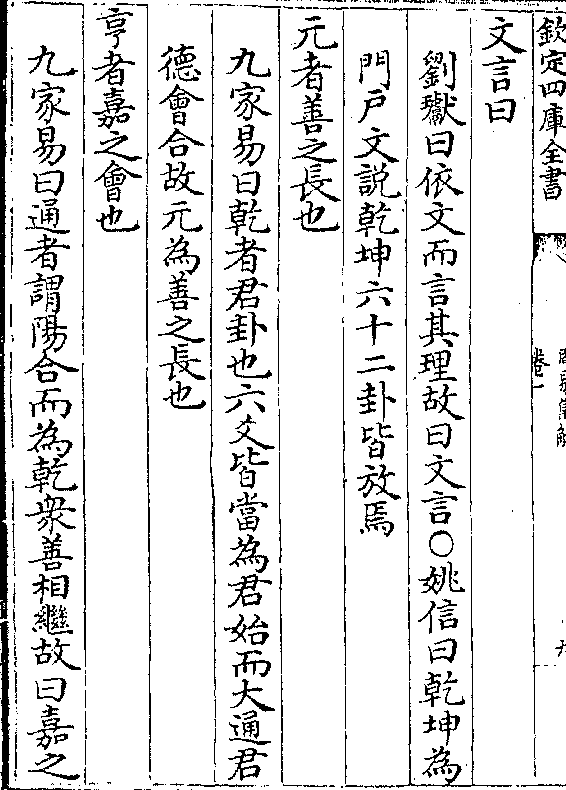 欽定四庫全書
卷一
文言曰
劉瓛曰依文而言其理故曰文言○姚信曰乾坤為
門戸文說乾坤六十二卦皆放焉
元者善之長也
九家易曰乾者君卦也六爻皆當為君始而大通君
德會合故元為善之長也
亨者嘉之會也
九家易曰通者謂陽合而為乾衆善相繼故曰嘉之